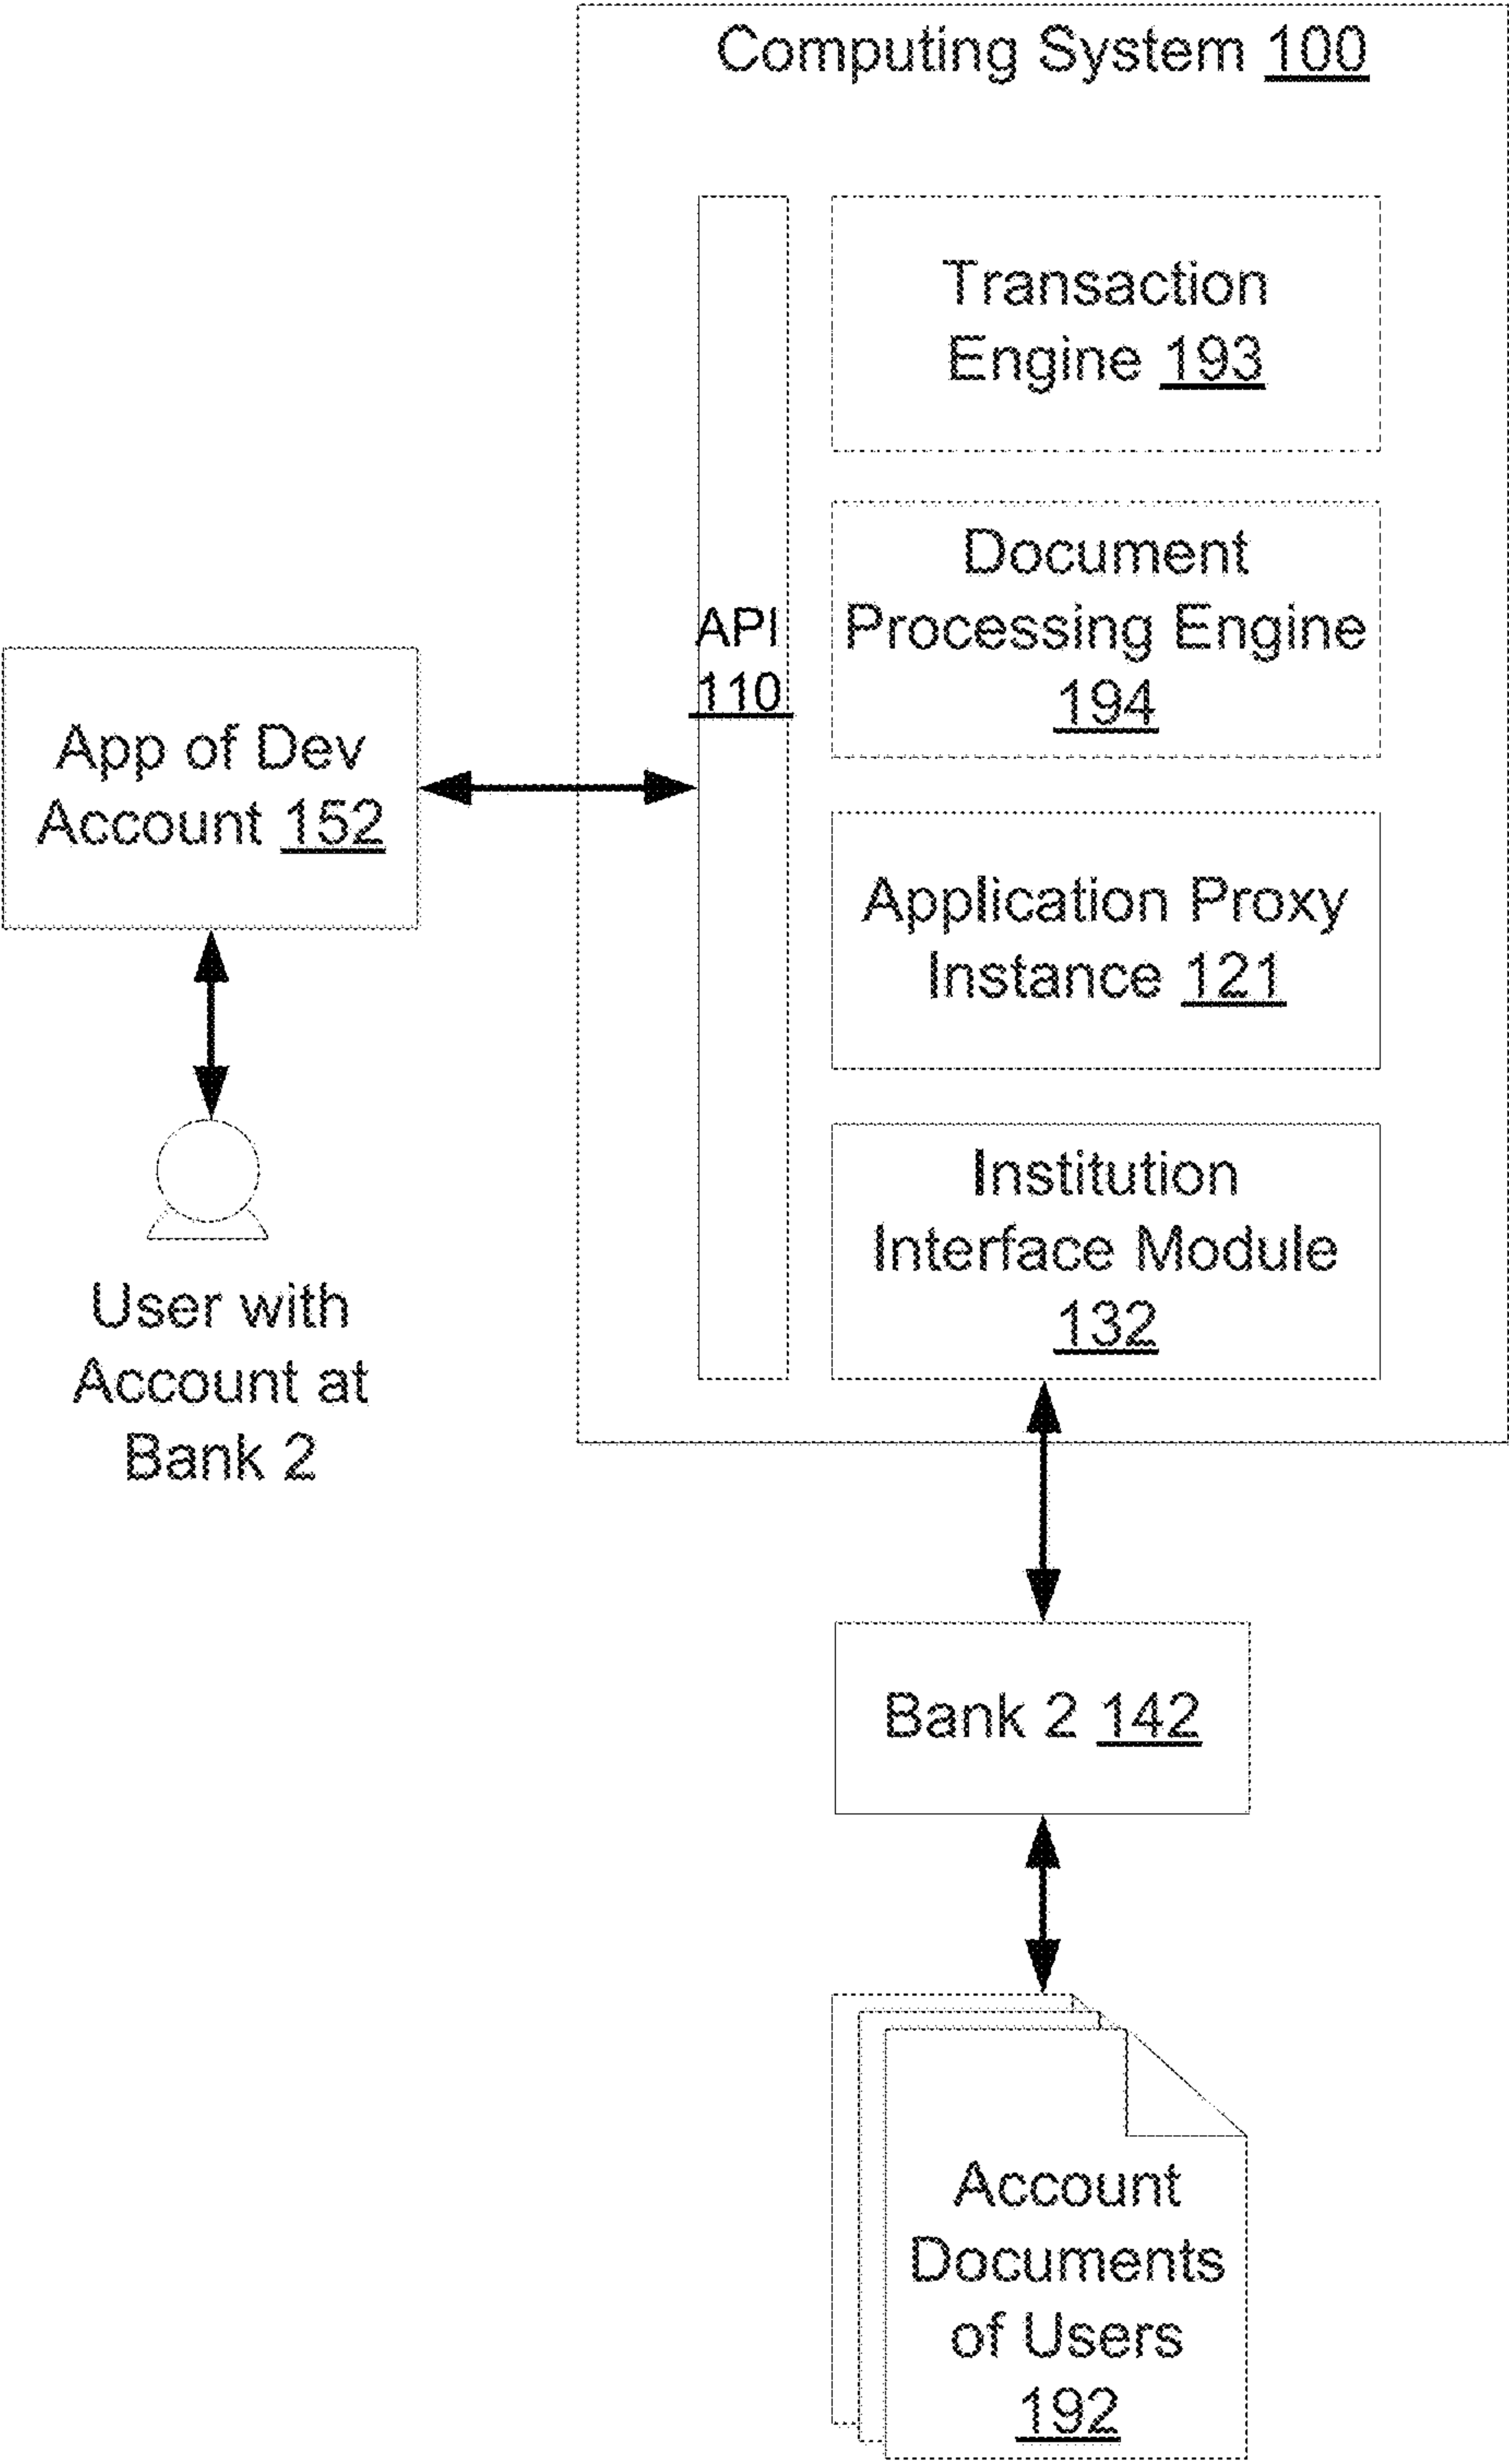 Computing System 100
Transaction
Engine 193
Document
Processing Engine
194
API
110
App of Dev
Account 152
Application Proxy
Instance 121
Institution
Interface Module
132
User with
Account at
Bank 2
Bank 2 142
Account
Documents
of Users
192